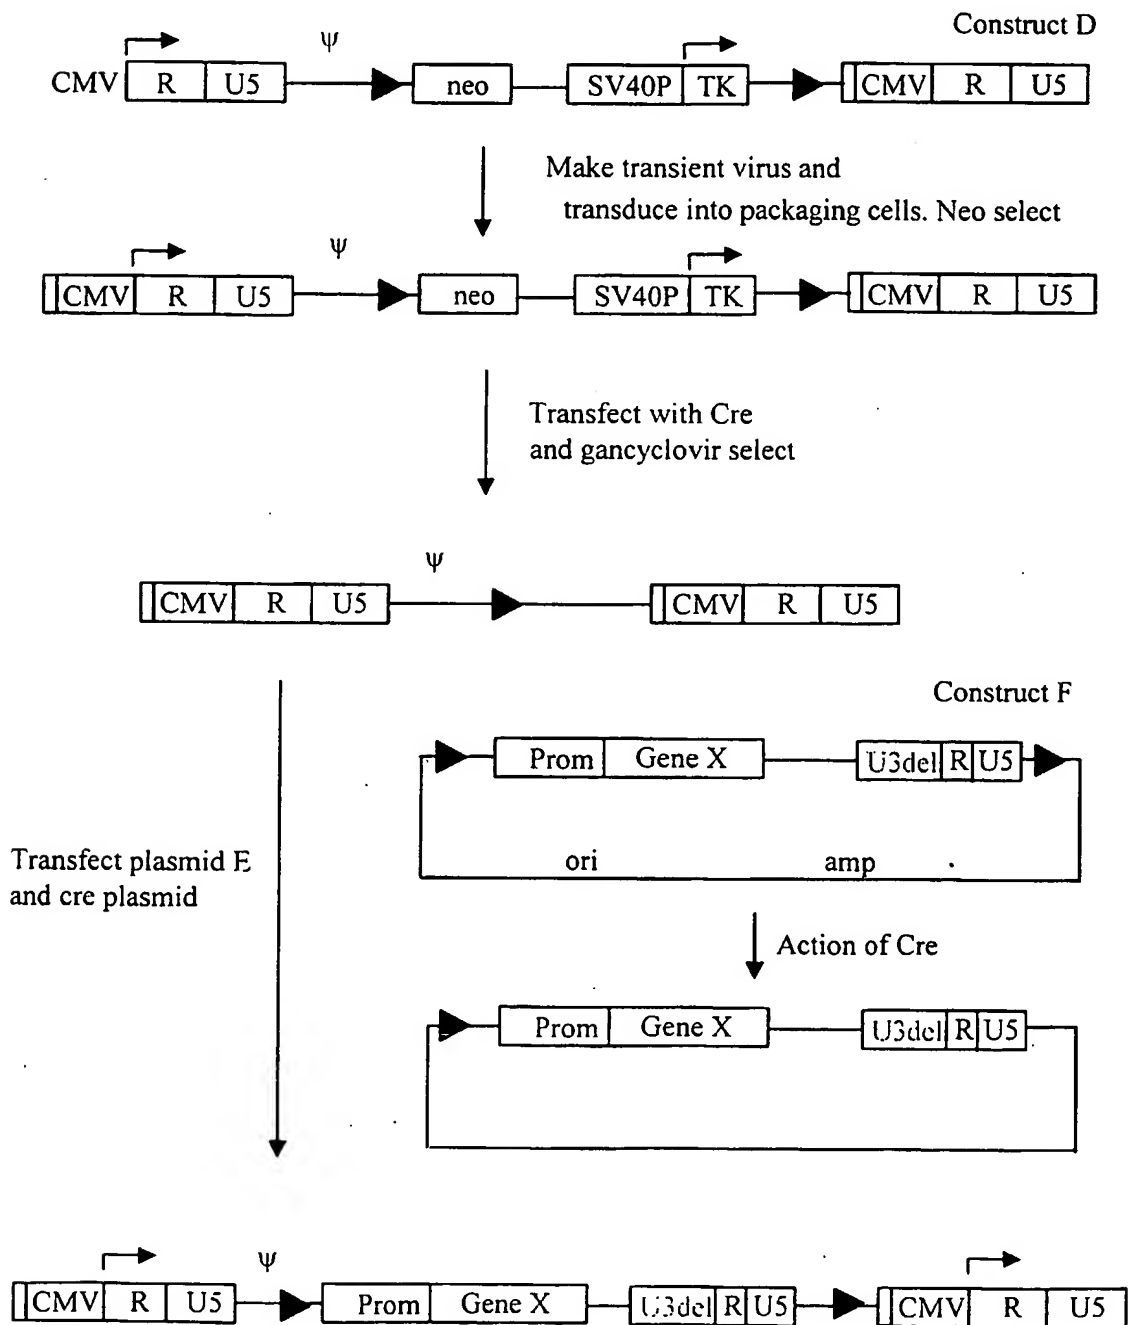 Construct D
ψ
CMV R U5 neo SV40P TK CMV R U5
Make transient virus and
transduce into packaging cells. Neo select
ψ
CMV R U5 neo SV40P TK CMV R U5
Transfect with Cre
and gancyclovir select
ψ
CMV R U5 CMV R U5
Construct F
Prom Gene X U3del R U5
ori amp
Transfect plasmid E
and cre plasmid
Action of Cre
Prom Gene X U3del R U5
ψ
CMV R U5 Prom Gene X U3del R U5 CMV R U5